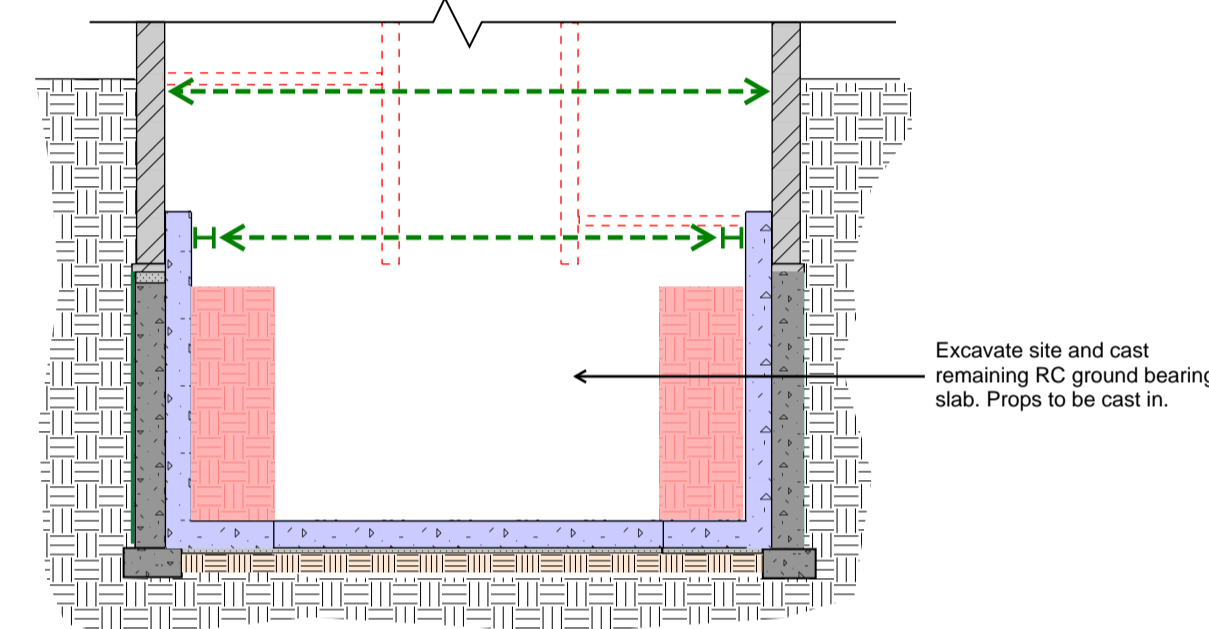 Excavate site and cast
remaining RC ground bearing
slab. Props to be cast in.